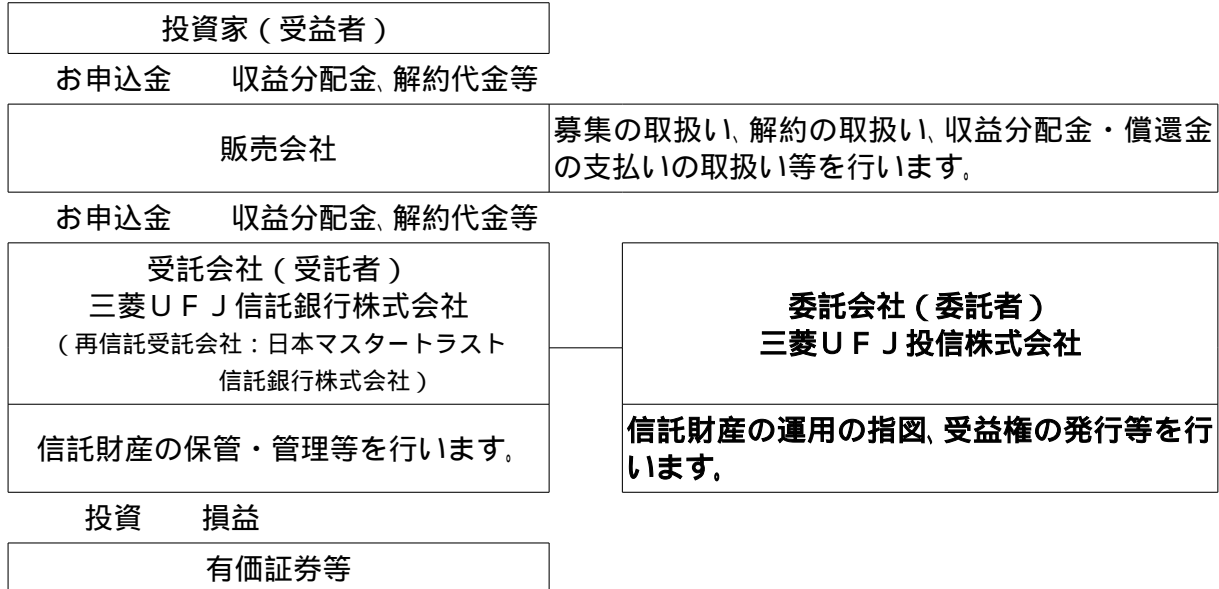 投資家（受益者）
お申込金　収益分配金、解約代金等
販売会社
募集の取扱い、解約の取扱い、収益分配金・償還金
の支払いの取扱い等を行います。
お申込金　収益分配金、解約代金等
受託会社（受託者）
三菱ＵＦＪ信託銀行株式会社
（再信託受託会社：日本マスタートラスト
信託銀行株式会社）
委託会社（委託者）
三菱ＵＦＪ投信株式会社
信託財産の保管・管理等を行います。
信託財産の運用の指図、受益権の発行等を行
います。
投資　損益
有価証券等